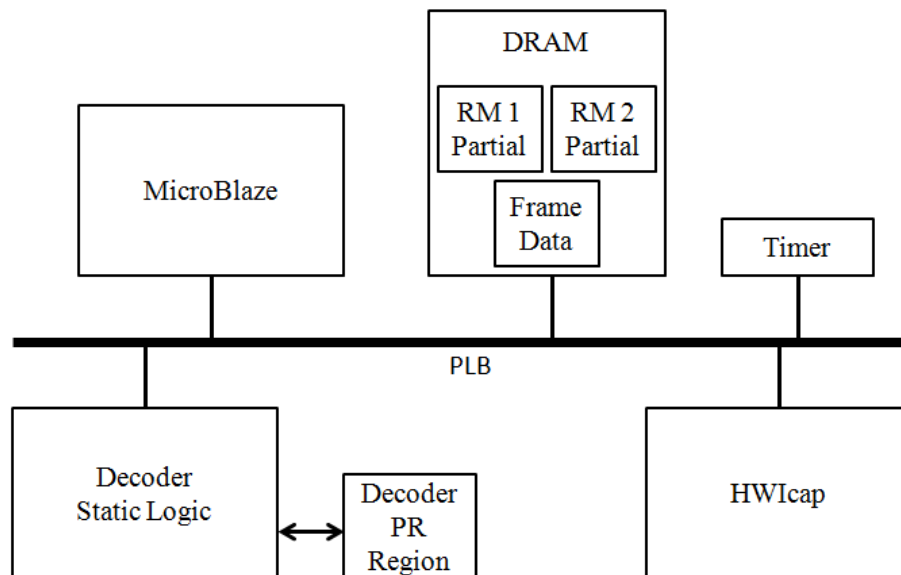 DRAM
RM 1
Partial
RM 2
Partial
MicroBlaze
Frame
Data
Timer
PLB
Decoder
Static Logic
Decoder
PR
Region
HWIcap